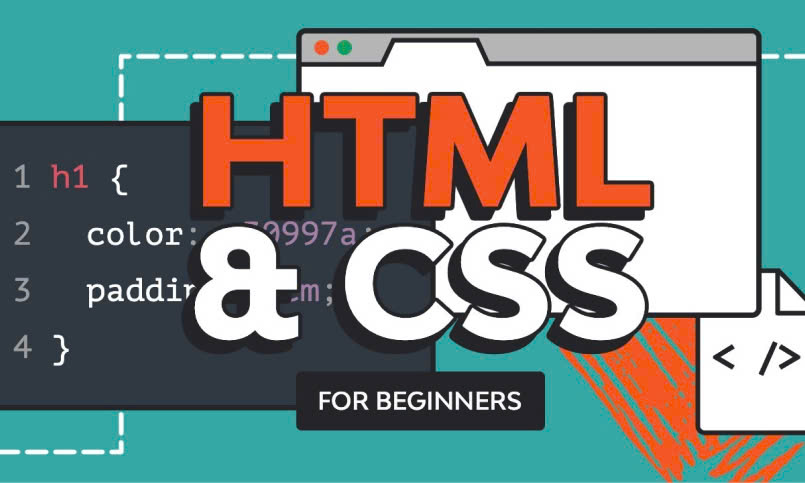 HTML
& CSS
FOR BEGINNERS
1 h1 {
2 color:
3
4 }
< />